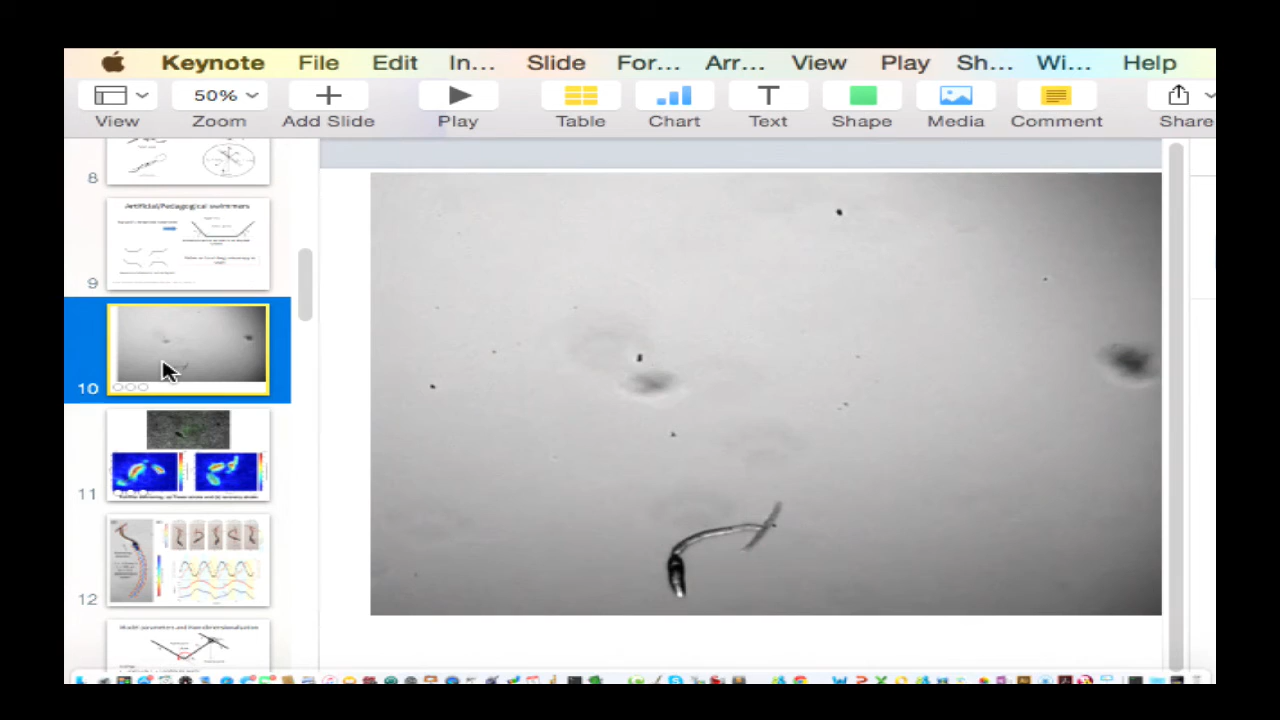 Keynote File Edit In... Slide For... Arr... View Play Sh... Wi... Help
50%
View Zoom Add Slide Play Table Chart Text Shape Media Comment Share
8
Artificial/Pedagogical swimmers
9
10
11
12